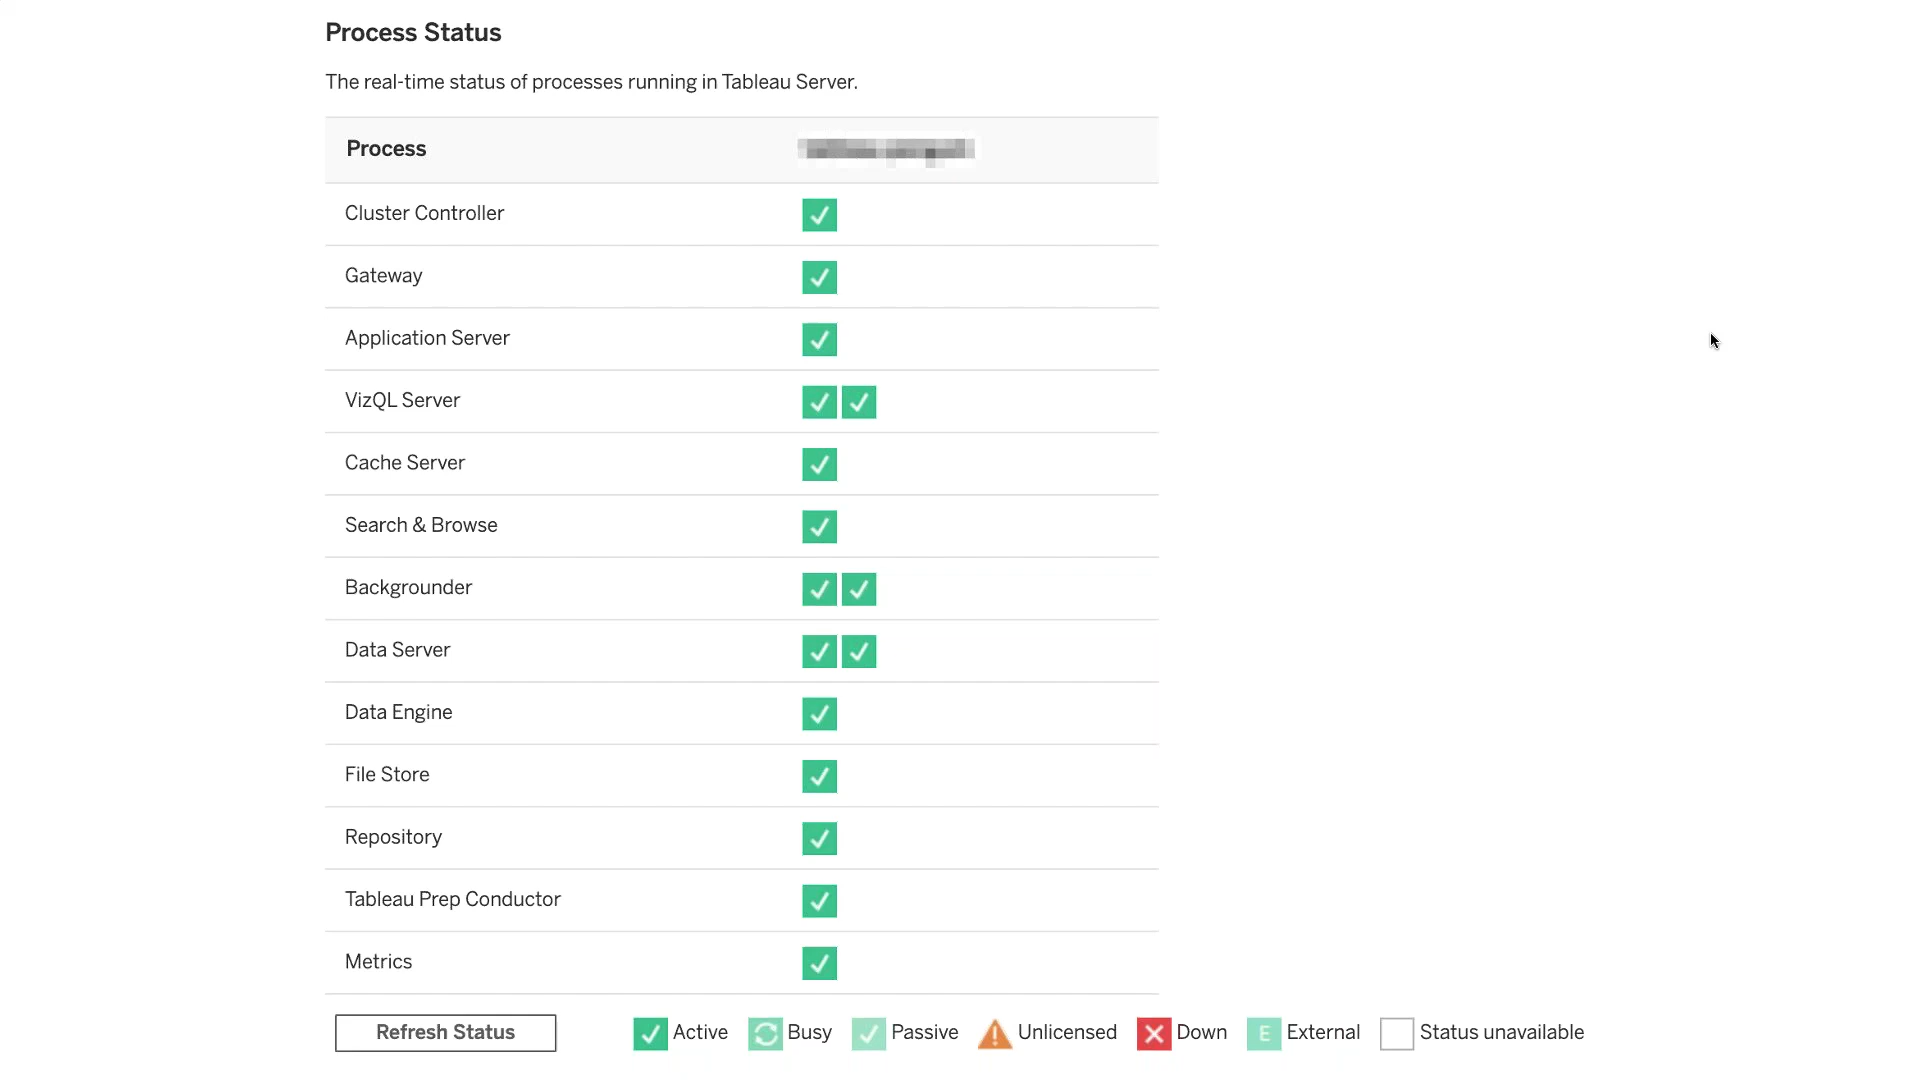 Process Status
The real-time status of processes running in Tableau Server.
Process
Cluster Controller
Gateway
Application Server
VizQL Server
Cache Server
Search & Browse
Backgrounder
Data Server
Data Engine
File Store
Repository
Tableau Prep Conductor
Metrics
Refresh Status Active Busy Passive Unlicensed Down E External Status unavailable